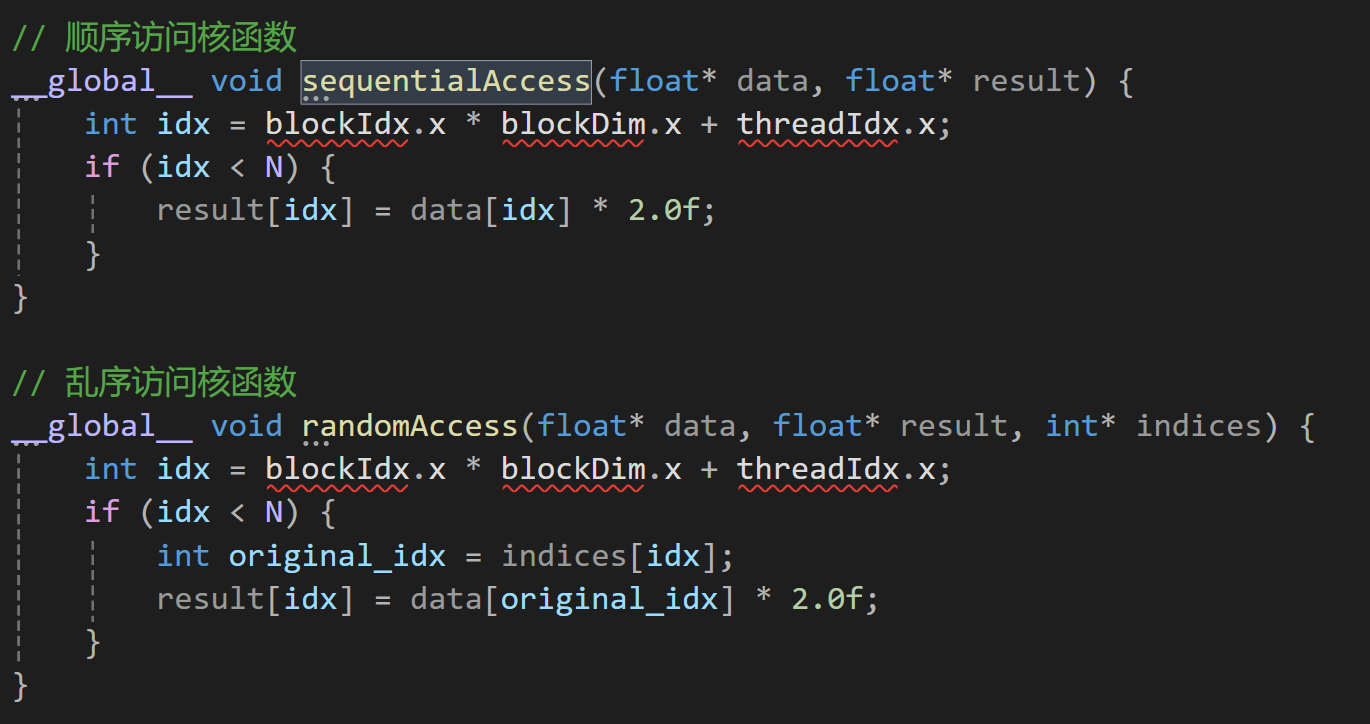 // 顺序访问核函数
__global__ void sequentialAccess(float* data, float* result) {
    int idx = blockIdx.x * blockDim.x + threadIdx.x;
    if (idx < N) {
        result[idx] = data[idx] * 2.0f;
    }
}

// 乱序访问核函数
__global__ void randomAccess(float* data, float* result, int* indices) {
    int idx = blockIdx.x * blockDim.x + threadIdx.x;
    if (idx < N) {
        int original_idx = indices[idx];
        result[idx] = data[original_idx] * 2.0f;
    }
}